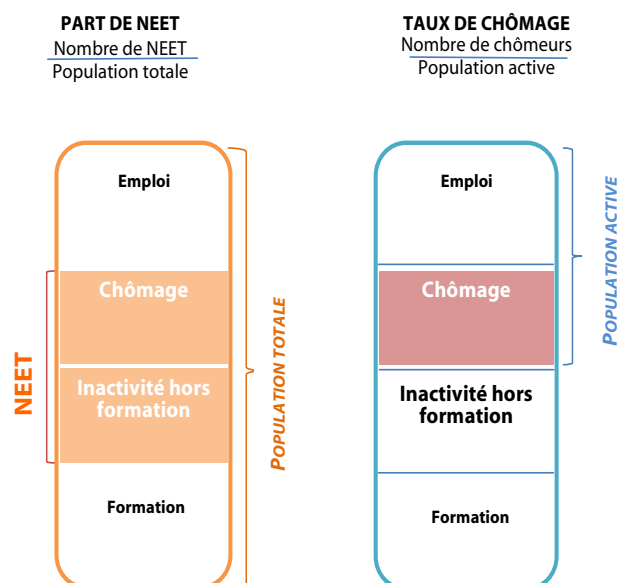 PART DE NEET
Nombre de NEET
Population totale
Emploi
Chômage
Inactivité hors
formation
Formation
NEET
POPULATION TOTALE
TAUX DE CHÔMAGE
Nombre de chômeurs
Population active
Emploi
Chômage
Inactivité hors
formation
Formation
POPULATION ACTIVE